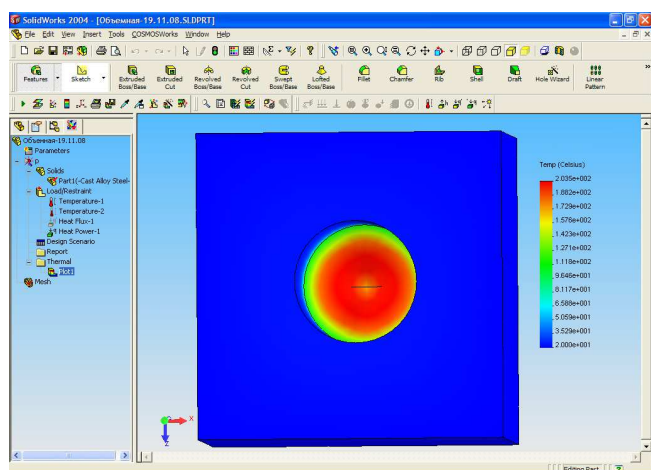 SolidWorks 2004 - [Объемная-19.11.08.SLDPRT]
File Edit View Insert Tools COSMOSWorks Window Help
Features Sketch Extruded Boss/Base Extruded Cut Revolved Boss/Base Revolved Cut Swept Boss/Base Lofted Boss/Base Fillet Chamfer Rib Shell Draft Hole Wizard Linear Pattern
Объемная-19.11.08
Parameters
p
Solids
Part1(-Cast Alloy Steel-
Load/Restraint
Temperature-1
Temperature-2
Heat Flux-1
Heat Power-1
Design Scenario
Report
Thermal
Plot1
Mesh
Temp (Celsius)
2.035e+002
1.882e+002
1.729e+002
1.576e+002
1.423e+002
1.271e+002
1.118e+002
9.646e+001
8.117e+001
6.588e+001
5.059e+001
3.529e+001
2.000e+001
X
Z
Editing Part